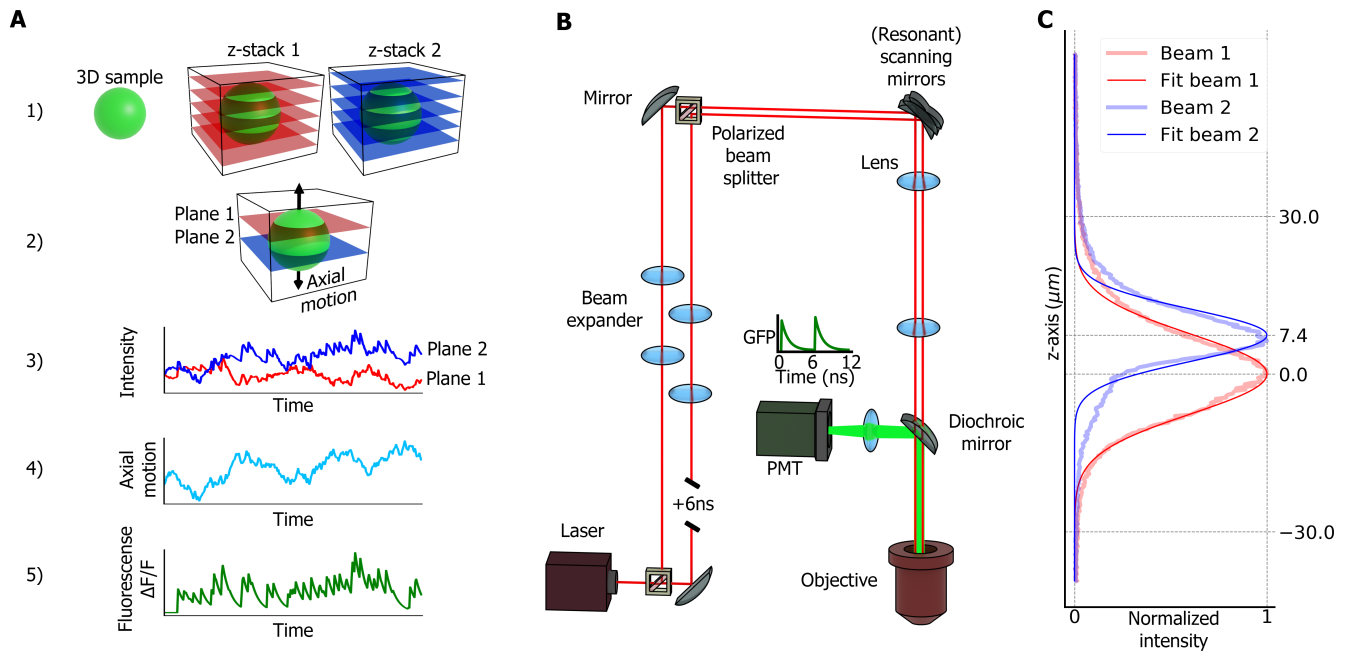 A
z-stack 1
z-stack 2
3D sample
1)
2)
Plane 1
Plane 2
Axial
motion
3)
Intensity
Plane 2
Plane 1
Time
4)
Axial
motion
Time
5)
Fluorescense
ΔF/F
Time
B
(Resonant)
scanning
mirrors
Mirror
Polarized
beam
splitter
Lens
Beam
expander
GFP
0 6 12
Time (ns)
Diochroic
mirror
PMT
+6ns
Laser
Objective
C
Beam 1
Fit beam 1
Beam 2
Fit beam 2
z-axis (μm)
30.0
7.4
0.0
−30.0
0 1
Normalized
intensity